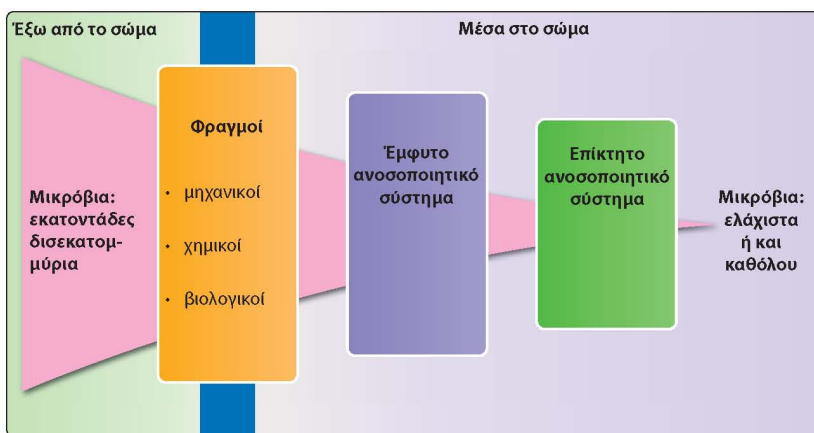 Έξω από το σώμα
Μέσα στο σώμα
Μικρόβια:
εκατοντάδες
δισεκατομ-
μύρια
Φραγμοί
• μηχανικοί
• χημικοί
• βιολογικοί
Έμφυτο
ανοσοποιητικό
σύστημα
Επίκτητο
ανοσοποιητικό
σύστημα
Μικρόβια:
ελάχιστα
ή και
καθόλου